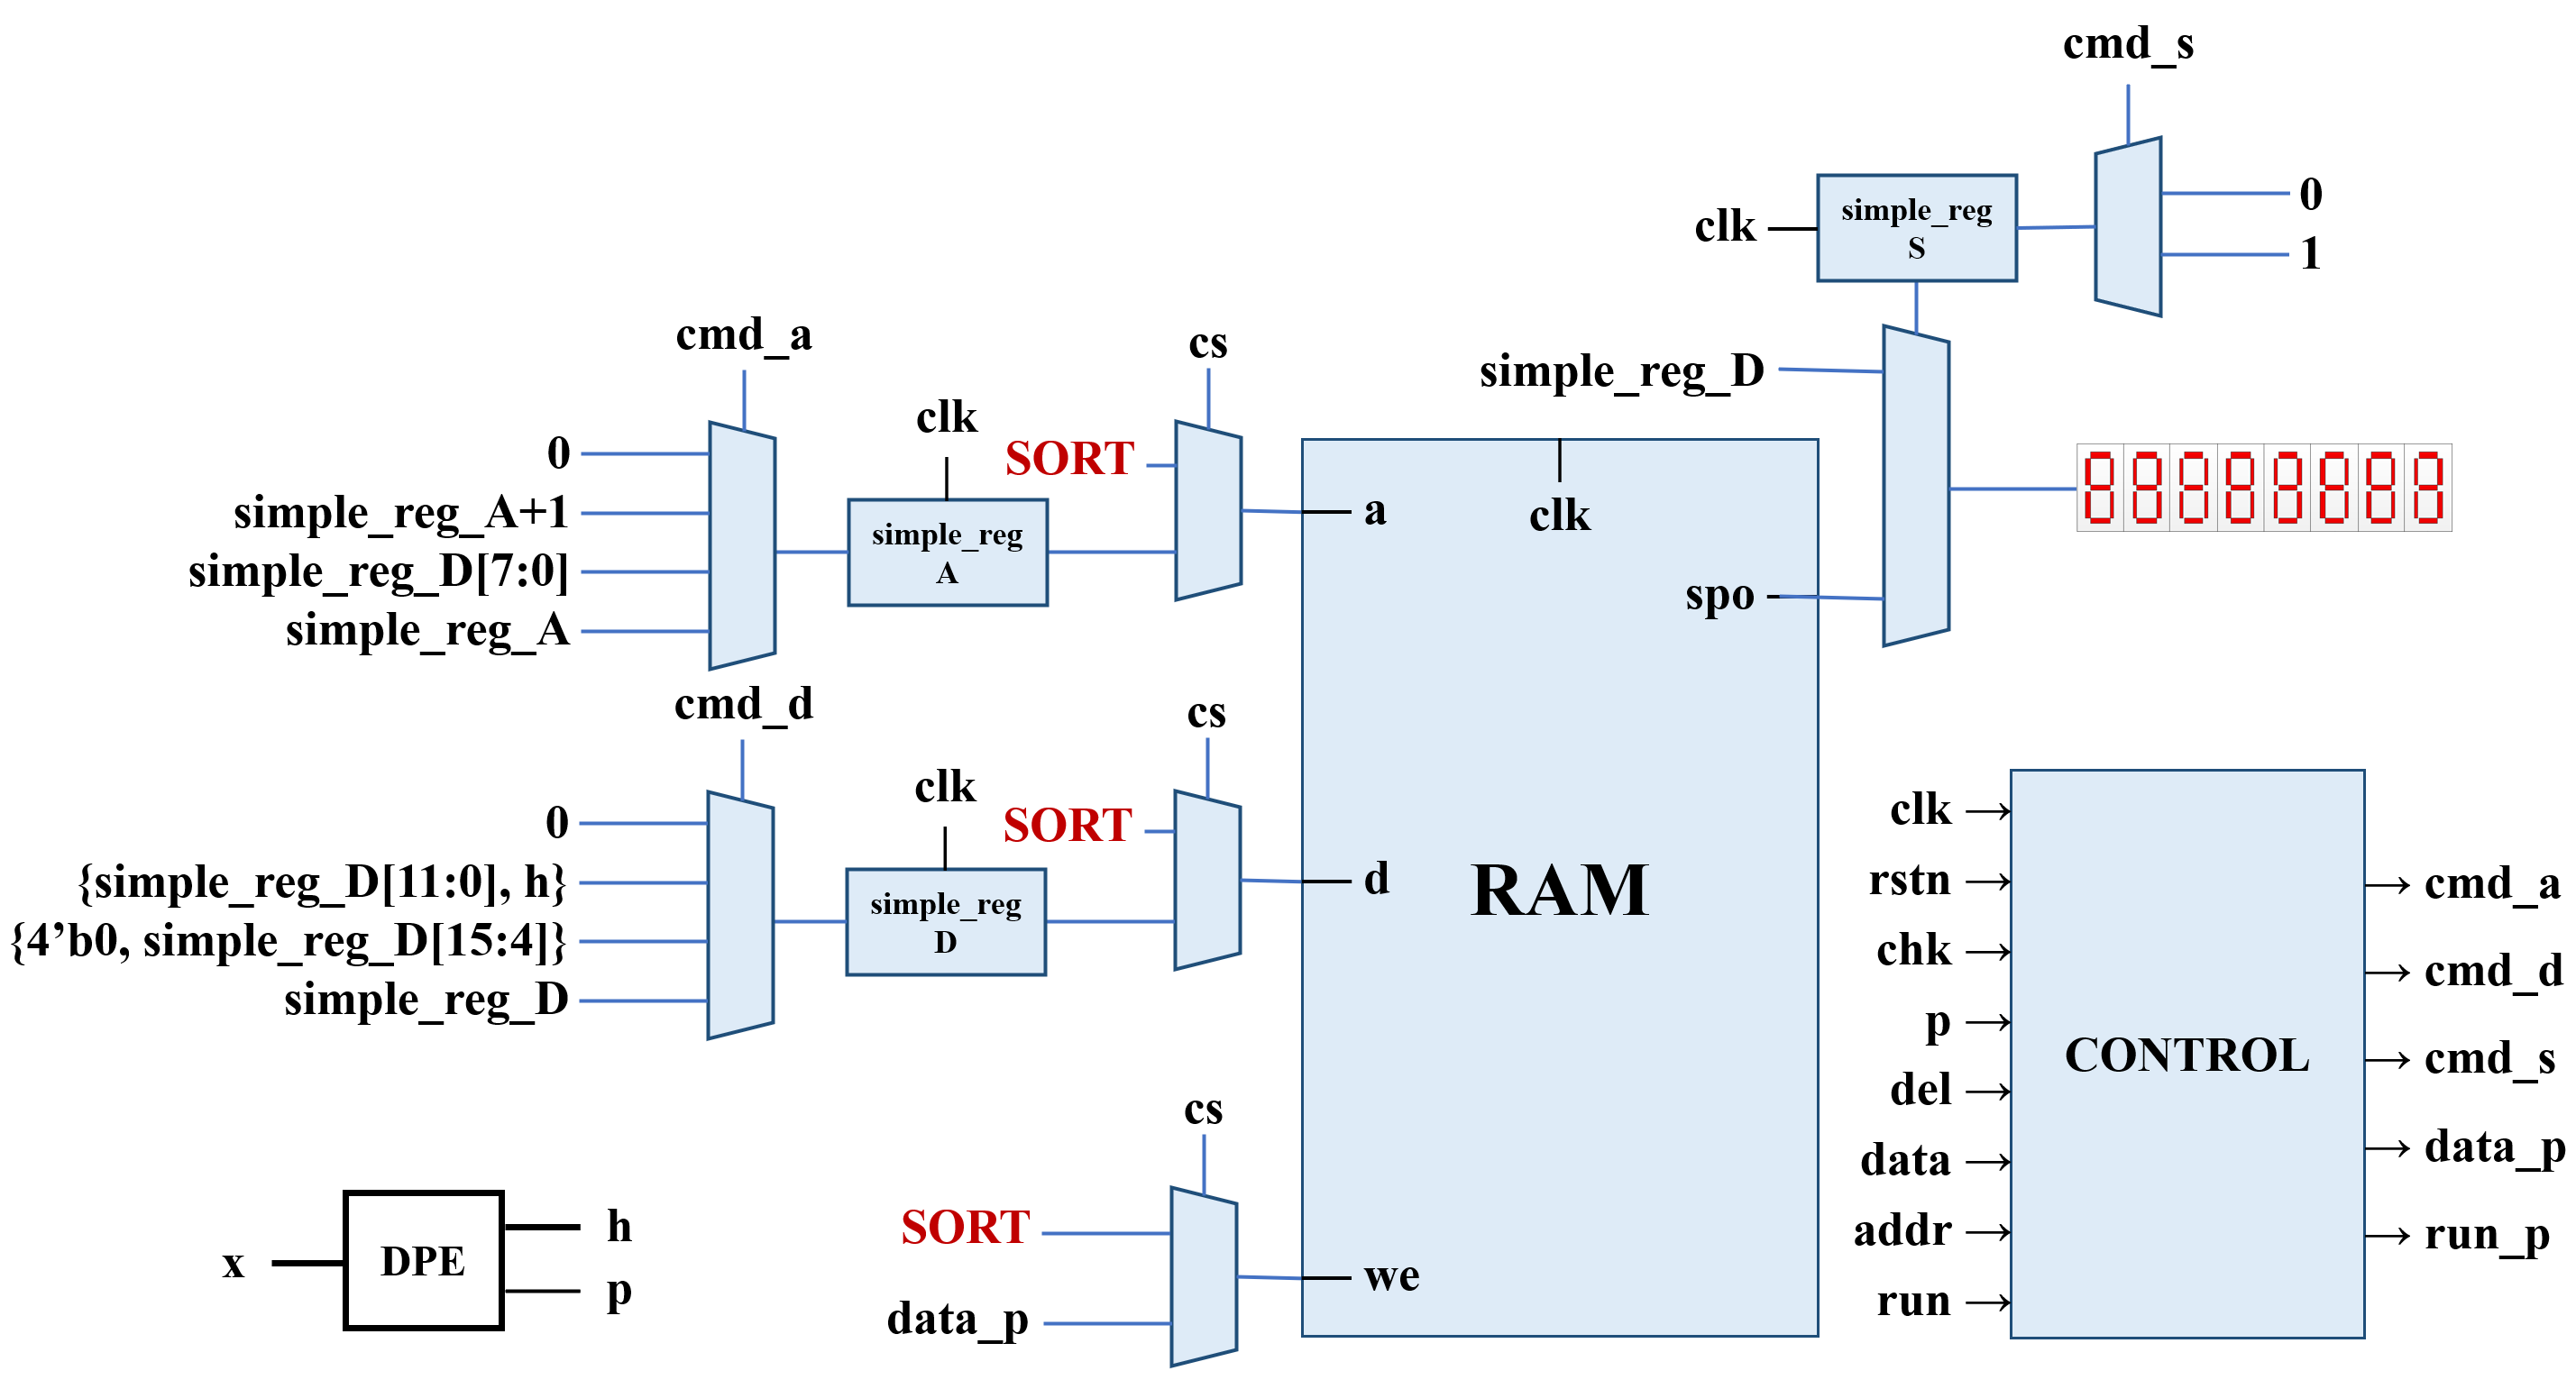 cmd_s
0
1
clk
simple_reg
S
cmd_a
0
simple_reg_A+1
simple_reg_D[7:0]
simple_reg_A
clk
simple_reg
A
cs
SORT
simple_reg_D
88888888
a
clk
spo
cmd_d
0
{simple_reg_D[11:0], h}
{4’b0, simple_reg_D[15:4]}
simple_reg_D
clk
simple_reg
D
cs
SORT
d
RAM
cs
SORT
data_p
we
x
DPE
h
p
clk
rstn
chk
p
del
data
addr
run
CONTROL
cmd_a
cmd_d
cmd_s
data_p
run_p